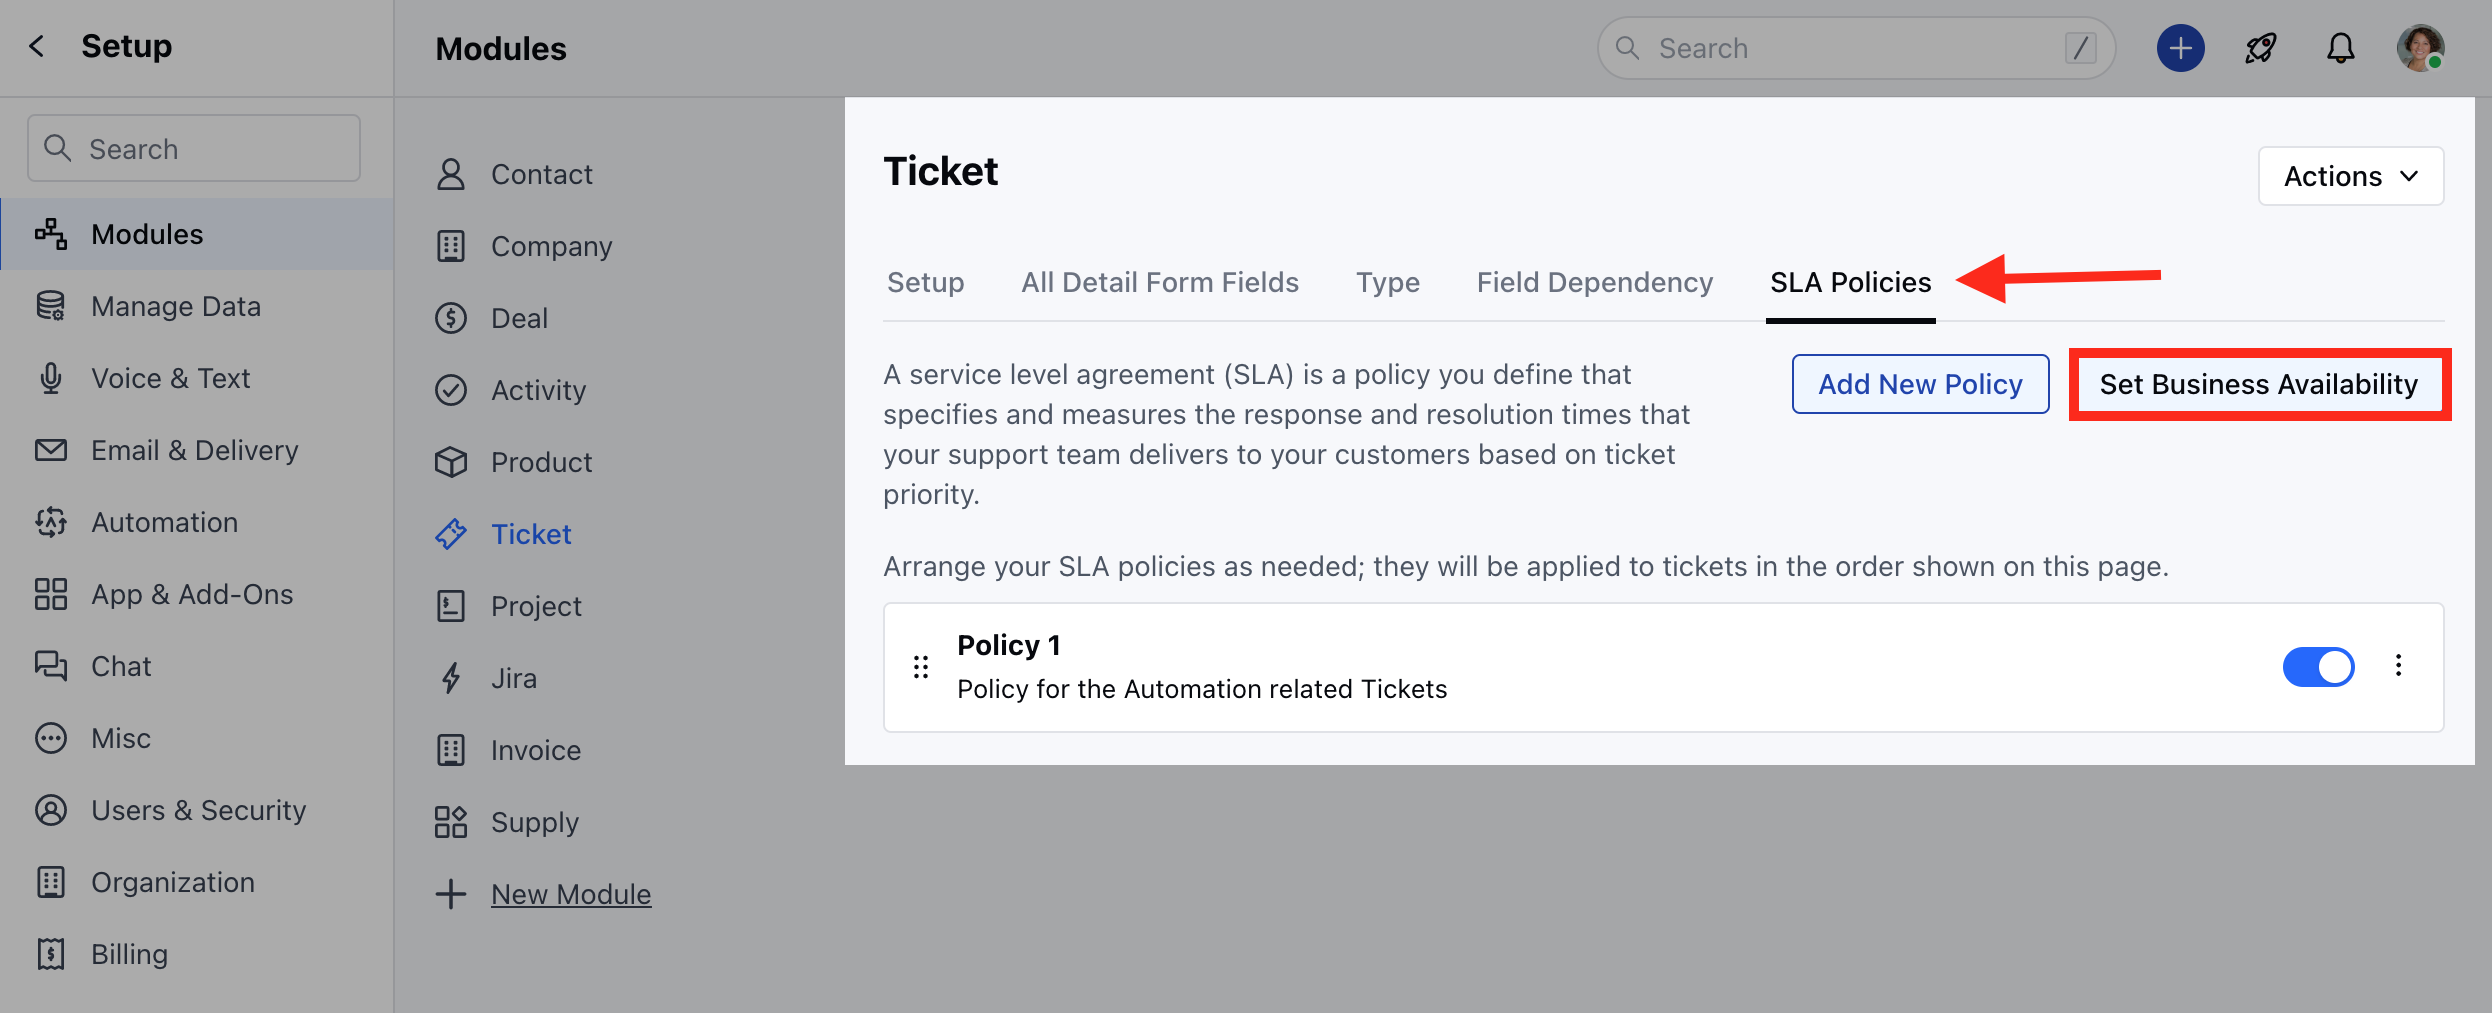 Setup
Modules
Search
/
Search
Modules
Manage Data
Voice & Text
Email & Delivery
Automation
App & Add-Ons
Chat
Misc
Users & Security
Organization
Billing
Contact
Company
Deal
Activity
Product
Ticket
Project
Jira
Invoice
Supply
New Module
Ticket
Actions
Setup
All Detail Form Fields
Type
Field Dependency
SLA Policies
A service level agreement (SLA) is a policy you define that
specifies and measures the response and resolution times that
your support team delivers to your customers based on ticket
priority.
Add New Policy
Set Business Availability
Arrange your SLA policies as needed; they will be applied to tickets in the order shown on this page.
Policy 1
Policy for the Automation related Tickets